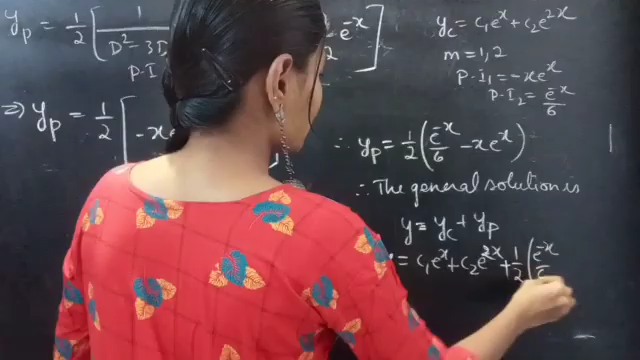 y_p = 1/2 [ 1 / D² - 3D e^{-x} ]
P.I
⇒ y_p = 1/2 [ -x
y_c = c₁e^x + c₂e^{2x}
m = 1, 2
P.I₁ = -xe^x
P.I₂ = e^{-x}/6
∴ y_p = 1/2 ( e^{-x}/6 - xe^x )
∴ The general solution is
y = y_c + y_p
= c₁e^x + c₂e^{2x} + 1/2 ( e^{-x}/6